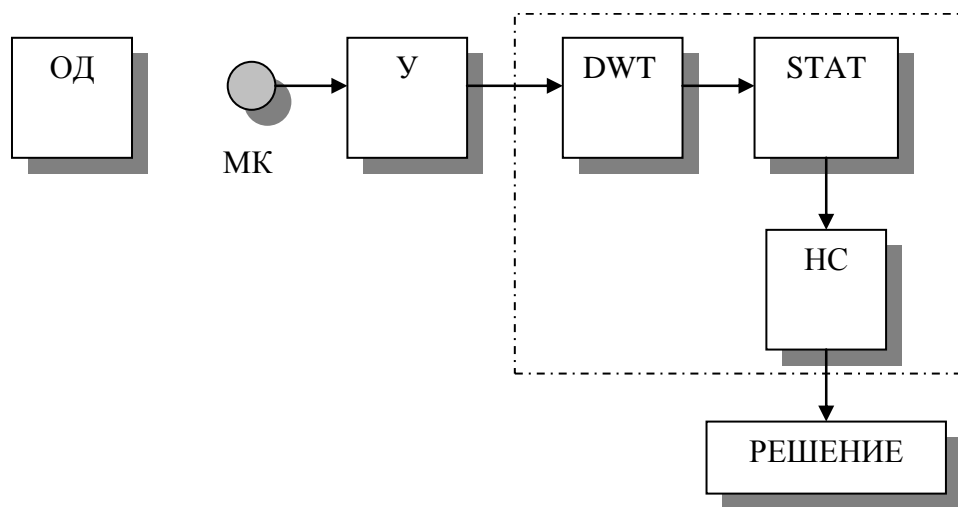 ОД
У
DWT
STAT
МК
НС
РЕШЕНИЕ